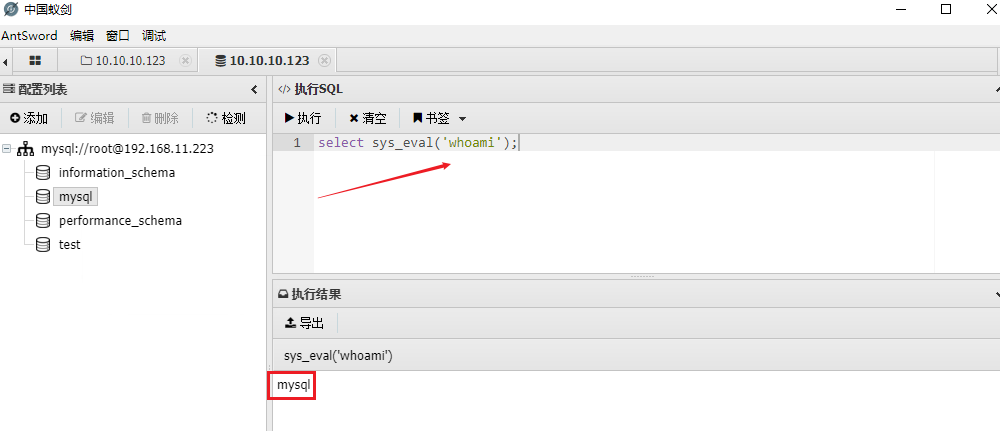 中国蚁剑
AntSword 编辑 窗口 调试
10.10.10.123 10.10.10.123
配置列表
添加 编辑 删除 检测
mysql://root@192.168.11.223
information_schema
mysql
performance_schema
test
执行SQL
执行 清空 书签
1 select sys_eval('whoami');
执行结果
导出
sys_eval('whoami')
mysql